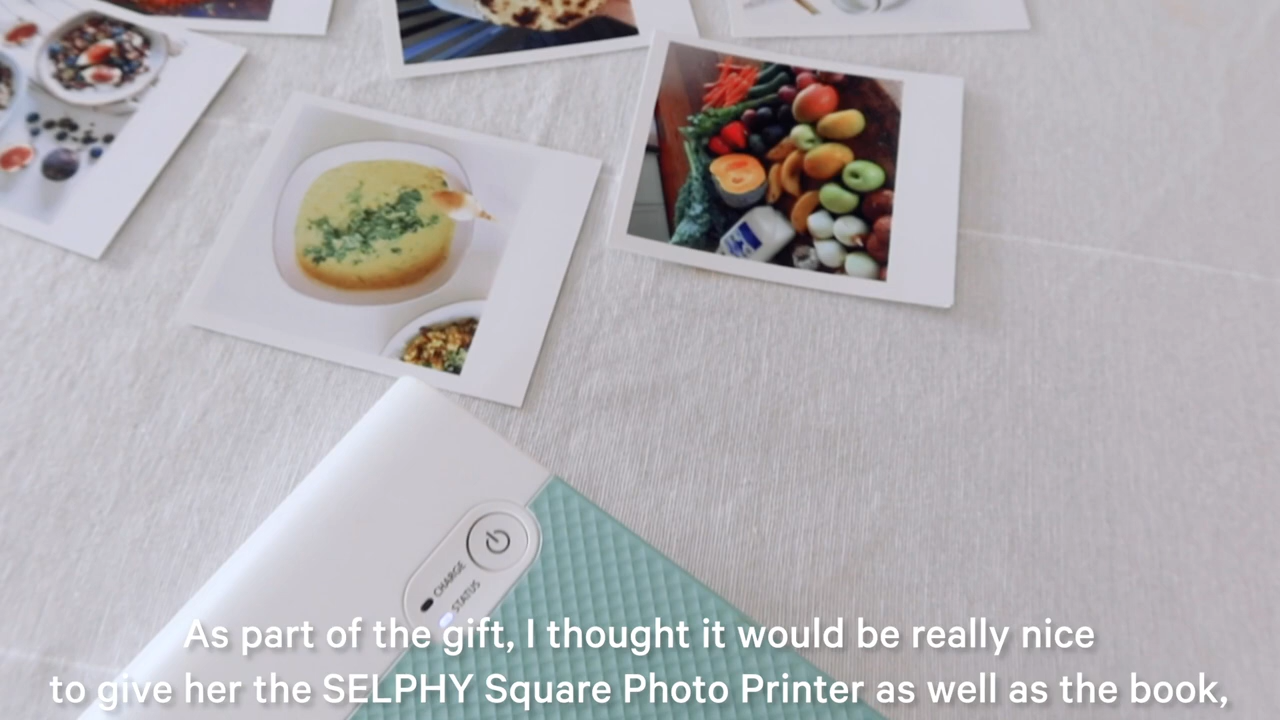 CHARGE
STATUS
As part of the gift, I thought it would be really nice
to give her the SELPHY Square Photo Printer as well as the book,